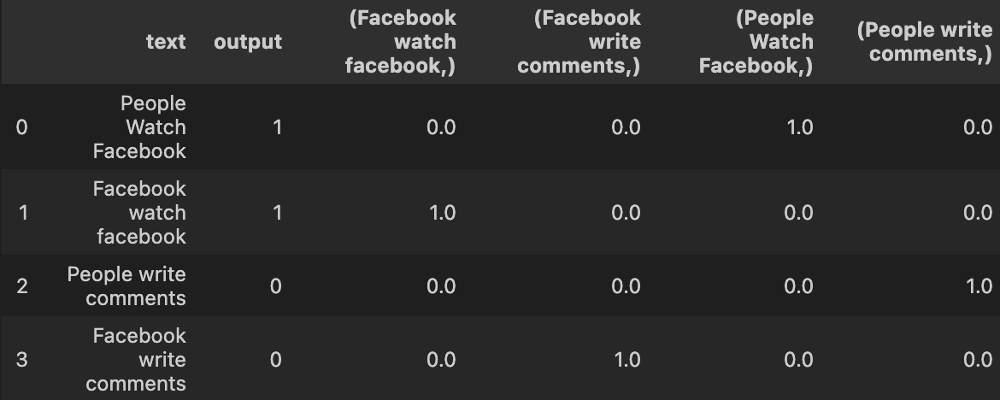 text output (Facebook watch facebook,) (Facebook write comments,) (People Watch Facebook,) (People write comments,)
0 People Watch Facebook 1 0.0 0.0 1.0 0.0
1 Facebook watch facebook 1 1.0 0.0 0.0 0.0
2 People write comments 0 0.0 0.0 0.0 1.0
3 Facebook write comments 0 0.0 1.0 0.0 0.0